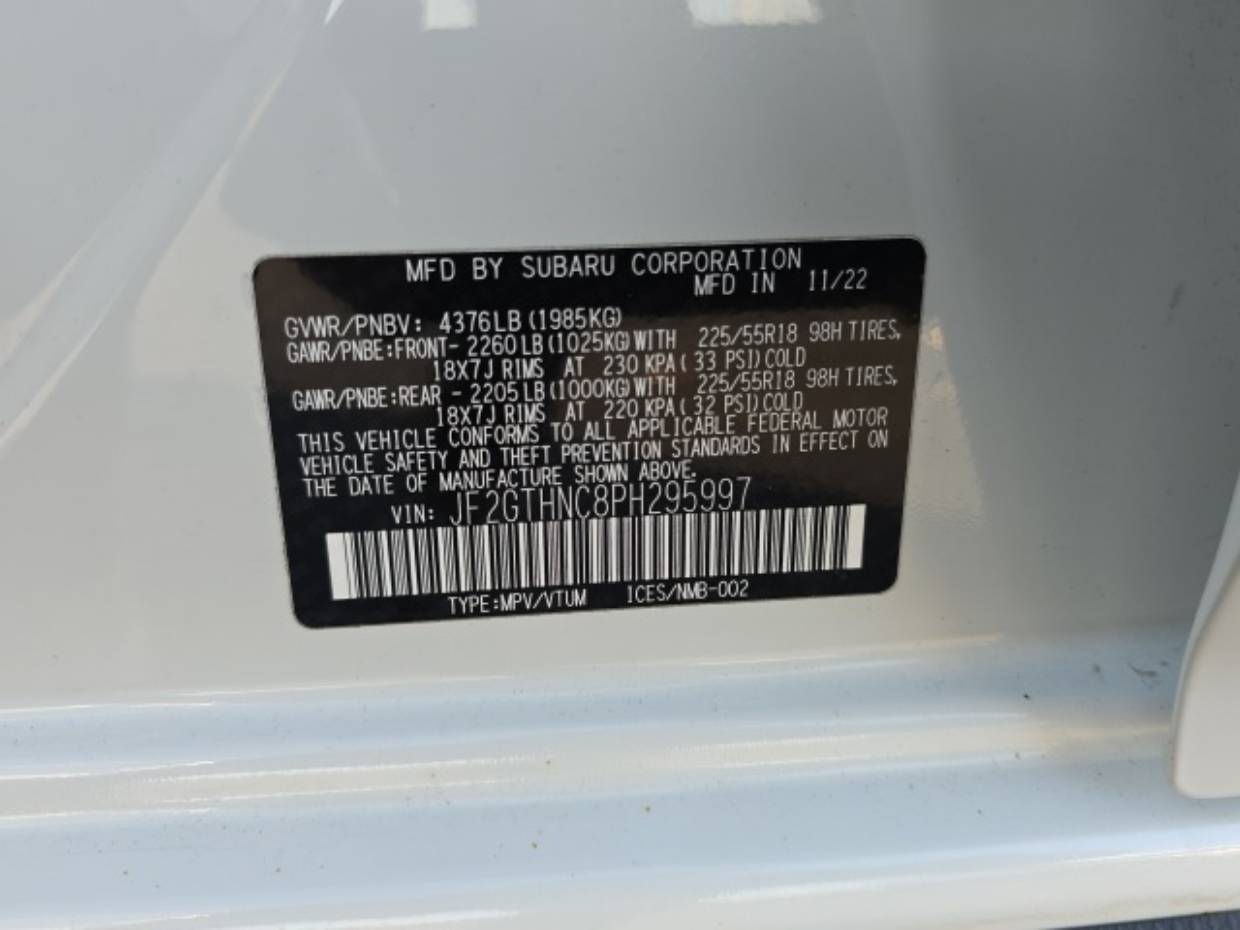 MFD BY SUBARU CORPORATION
MFD IN 11/22
GVWR/PNBV: 4376LB (1985KG)
GAWR/PNBE:FRONT- 2260LB (1025KG) WITH 225/55R18 98H TIRES,
18X7J RIMS AT 230 KPA ( 33 PSI) COLD
GAWR/PNBE:REAR - 2205LB (1000KG) WITH 225/55R18 98H TIRES,
18X7J RIMS AT 220 KPA ( 32 PSI) COLD
THIS VEHICLE CONFORMS TO ALL APPLICABLE FEDERAL MOTOR
VEHICLE SAFETY AND THEFT PREVENTION STANDARDS IN EFFECT ON
THE DATE OF MANUFACTURE SHOWN ABOVE.
VIN: JF2GTHNC8PH295997
TYPE:MPV/VTUM ICES/NMB-002